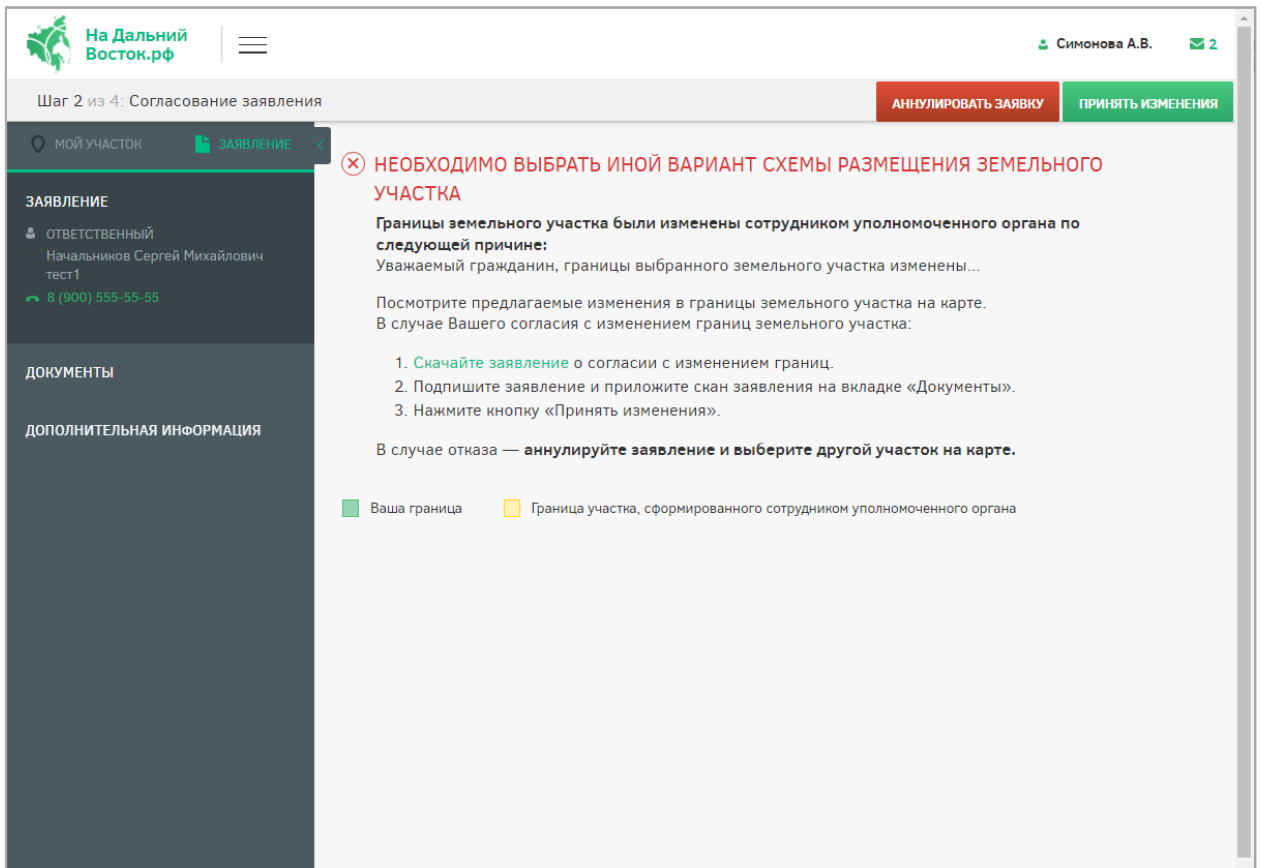 На Дальний
Восток.рф
Симонова А.В.
2
Шаг 2 из 4: Согласование заявления
АННУЛИРОВАТЬ ЗАЯВКУ
ПРИНЯТЬ ИЗМЕНЕНИЯ
МОЙ УЧАСТОК
ЗАЯВЛЕНИЕ
ЗАЯВЛЕНИЕ
ОТВЕТСТВЕННЫЙ
Начальников Сергей Михайлович
тест1
8 (900) 555-55-55
ДОКУМЕНТЫ
ДОПОЛНИТЕЛЬНАЯ ИНФОРМАЦИЯ
НЕОБХОДИМО ВЫБРАТЬ ИНОЙ ВАРИАНТ СХЕМЫ РАЗМЕЩЕНИЯ ЗЕМЕЛЬНОГО
УЧАСТКА
Границы земельного участка были изменены сотрудником уполномоченного органа по
следующей причине:
Уважаемый гражданин, границы выбранного земельного участка изменены...
Посмотрите предлагаемые изменения в границы земельного участка на карте.
В случае Вашего согласия с изменением границ земельного участка:
1. Скачайте заявление о согласии с изменением границ.
2. Подпишите заявление и приложите скан заявления на вкладке «Документы».
3. Нажмите кнопку «Принять изменения».
В случае отказа — аннулируйте заявление и выберите другой участок на карте.
Ваша граница
Граница участка, сформированного сотрудником уполномоченного органа